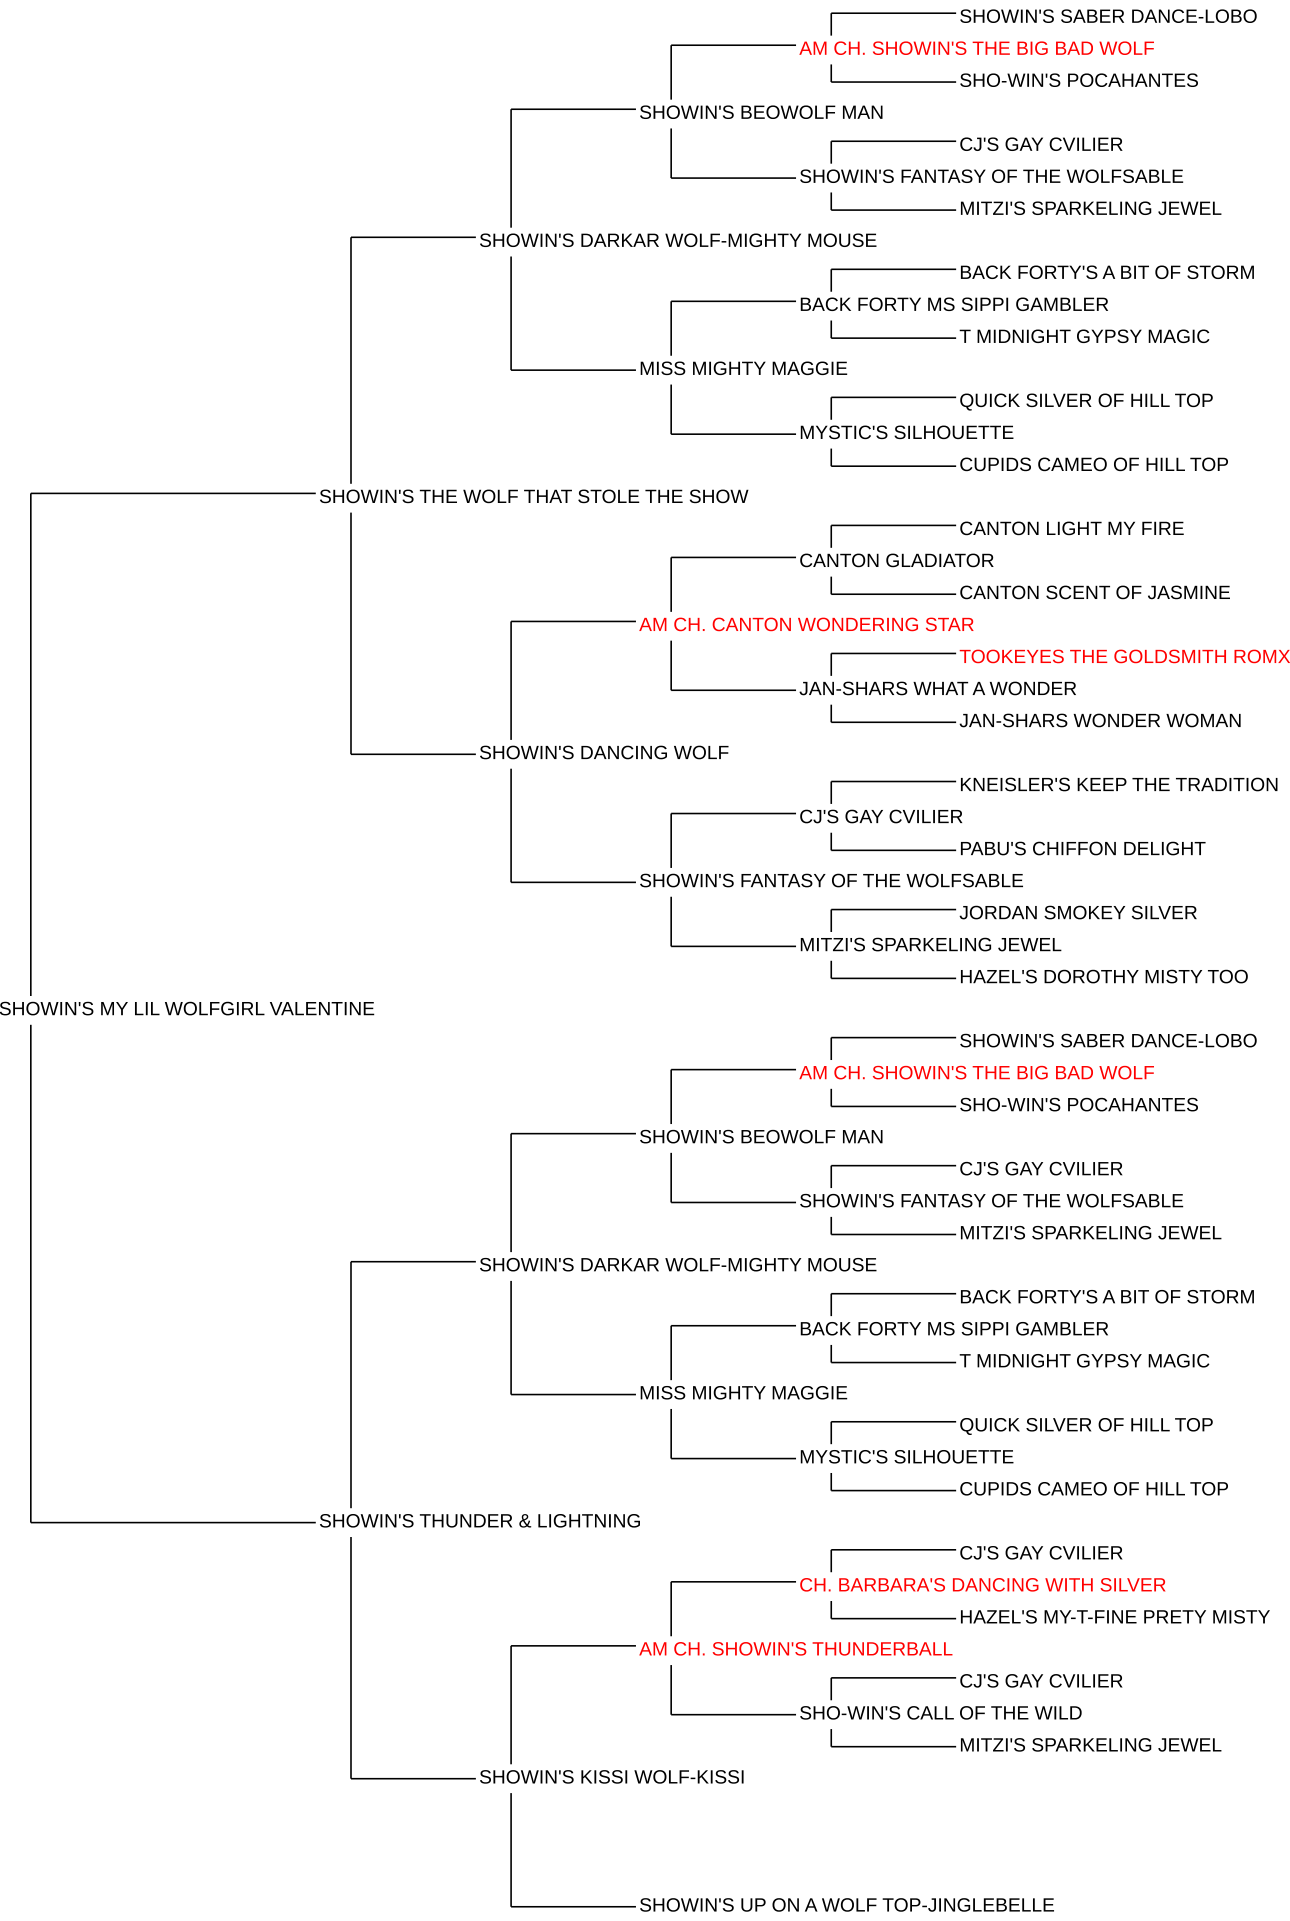 SHOWIN'S SABER DANCE-LOBO
AM CH. SHOWIN'S THE BIG BAD WOLF
SHO-WIN'S POCAHANTES
SHOWIN'S BEOWOLF MAN
CJ'S GAY CVILIER
SHOWIN'S FANTASY OF THE WOLFSABLE
MITZI'S SPARKELING JEWEL
SHOWIN'S DARKAR WOLF-MIGHTY MOUSE
BACK FORTY'S A BIT OF STORM
BACK FORTY MS SIPPI GAMBLER
T MIDNIGHT GYPSY MAGIC
MISS MIGHTY MAGGIE
QUICK SILVER OF HILL TOP
MYSTIC'S SILHOUETTE
CUPIDS CAMEO OF HILL TOP
SHOWIN'S THE WOLF THAT STOLE THE SHOW
CANTON LIGHT MY FIRE
CANTON GLADIATOR
CANTON SCENT OF JASMINE
AM CH. CANTON WONDERING STAR
TOOKEYES THE GOLDSMITH ROMX
JAN-SHARS WHAT A WONDER
JAN-SHARS WONDER WOMAN
SHOWIN'S DANCING WOLF
KNEISLER'S KEEP THE TRADITION
CJ'S GAY CVILIER
PABU'S CHIFFON DELIGHT
SHOWIN'S FANTASY OF THE WOLFSABLE
JORDAN SMOKEY SILVER
MITZI'S SPARKELING JEWEL
HAZEL'S DOROTHY MISTY TOO
SHOWIN'S MY LIL WOLFGIRL VALENTINE
SHOWIN'S SABER DANCE-LOBO
AM CH. SHOWIN'S THE BIG BAD WOLF
SHO-WIN'S POCAHANTES
SHOWIN'S BEOWOLF MAN
CJ'S GAY CVILIER
SHOWIN'S FANTASY OF THE WOLFSABLE
MITZI'S SPARKELING JEWEL
SHOWIN'S DARKAR WOLF-MIGHTY MOUSE
BACK FORTY'S A BIT OF STORM
BACK FORTY MS SIPPI GAMBLER
T MIDNIGHT GYPSY MAGIC
MISS MIGHTY MAGGIE
QUICK SILVER OF HILL TOP
MYSTIC'S SILHOUETTE
CUPIDS CAMEO OF HILL TOP
SHOWIN'S THUNDER & LIGHTNING
CJ'S GAY CVILIER
CH. BARBARA'S DANCING WITH SILVER
HAZEL'S MY-T-FINE PRETY MISTY
AM CH. SHOWIN'S THUNDERBALL
CJ'S GAY CVILIER
SHO-WIN'S CALL OF THE WILD
MITZI'S SPARKELING JEWEL
SHOWIN'S KISSI WOLF-KISSI
SHOWIN'S UP ON A WOLF TOP-JINGLEBELLE